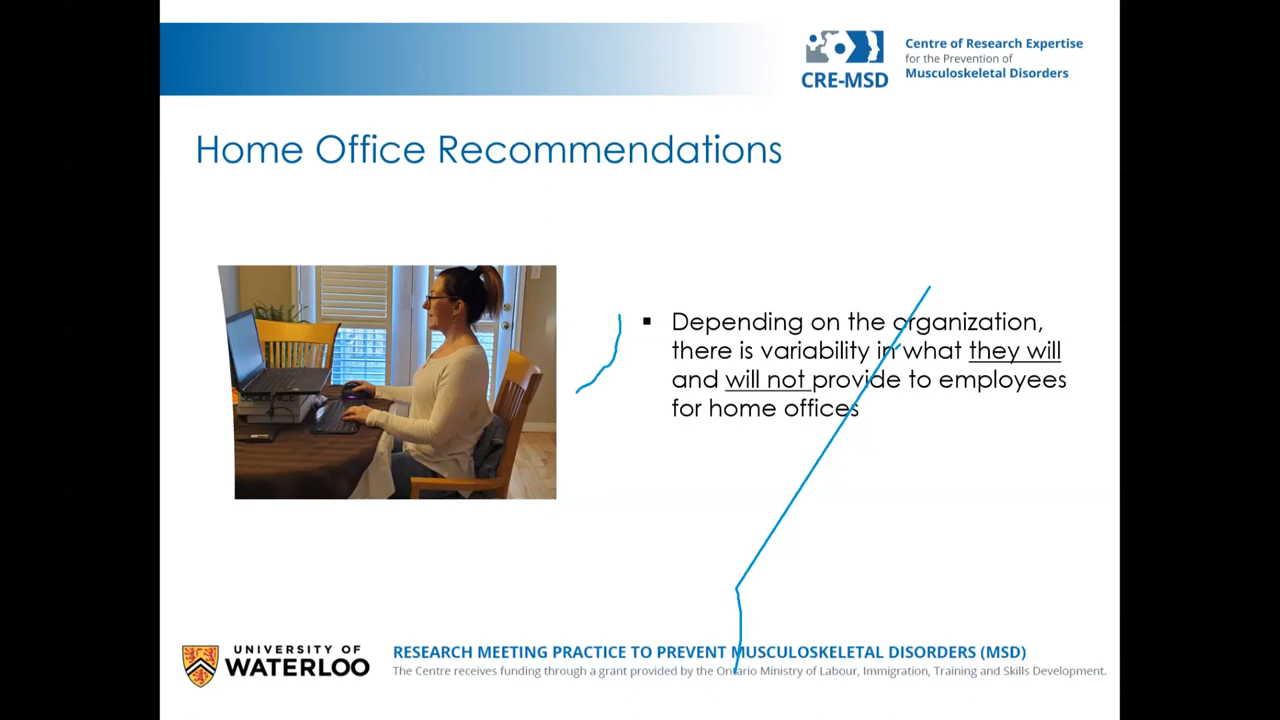 CRE-MSD
Centre of Research Expertise
for the Prevention of
Musculoskeletal Disorders
Home Office Recommendations
▪ Depending on the organization,
there is variability in what they will
and will not provide to employees
for home offices
UNIVERSITY OF
WATERLOO
RESEARCH MEETING PRACTICE TO PREVENT MUSCULOSKELETAL DISORDERS (MSD)
The Centre receives funding through a grant provided by the Ontario Ministry of Labour, Immigration, Training and Skills Development.